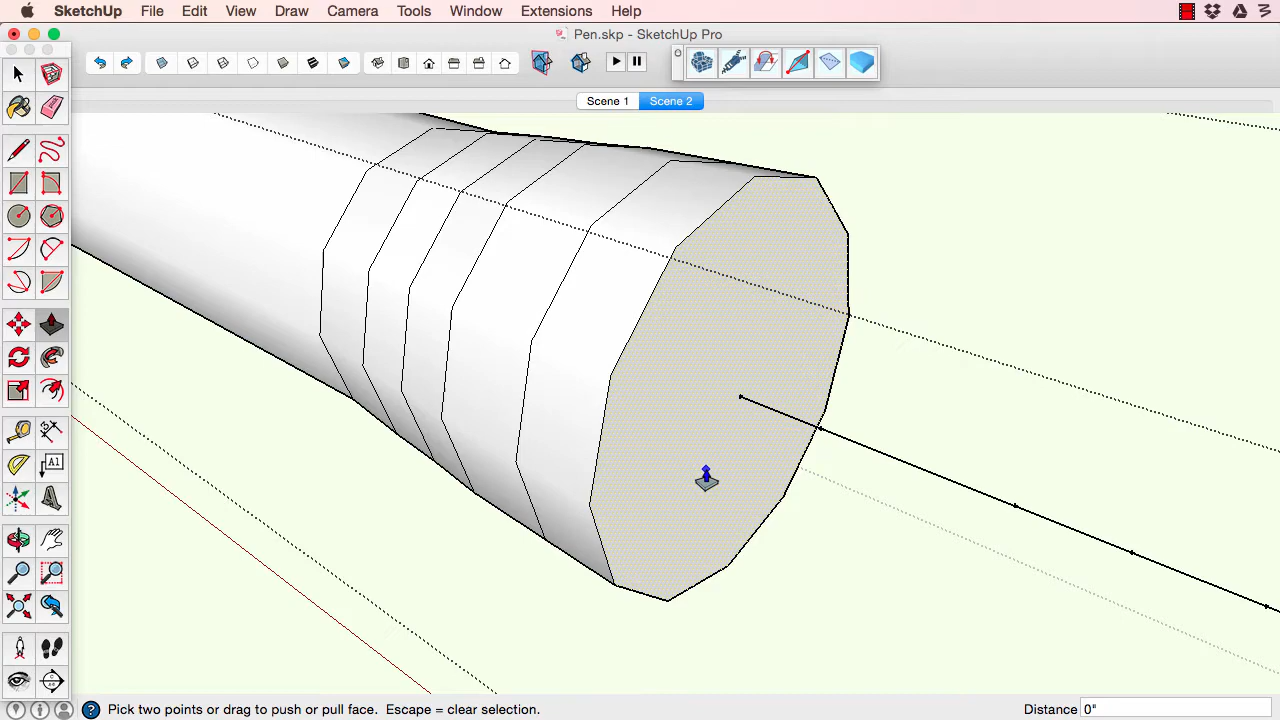 SketchUp File Edit View Draw Camera Tools Window Extensions Help
Pen.skp - SketchUp
Scene 1 Scene 2
A1
Pick two points or drag to push or pull face. Escape = clear selection. Distance 0"